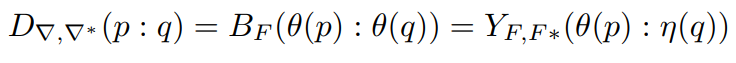 D_{∇,∇*}(p : q) = B_F(θ(p) : θ(q)) = Y_{F,F*}(θ(p) : η(q))